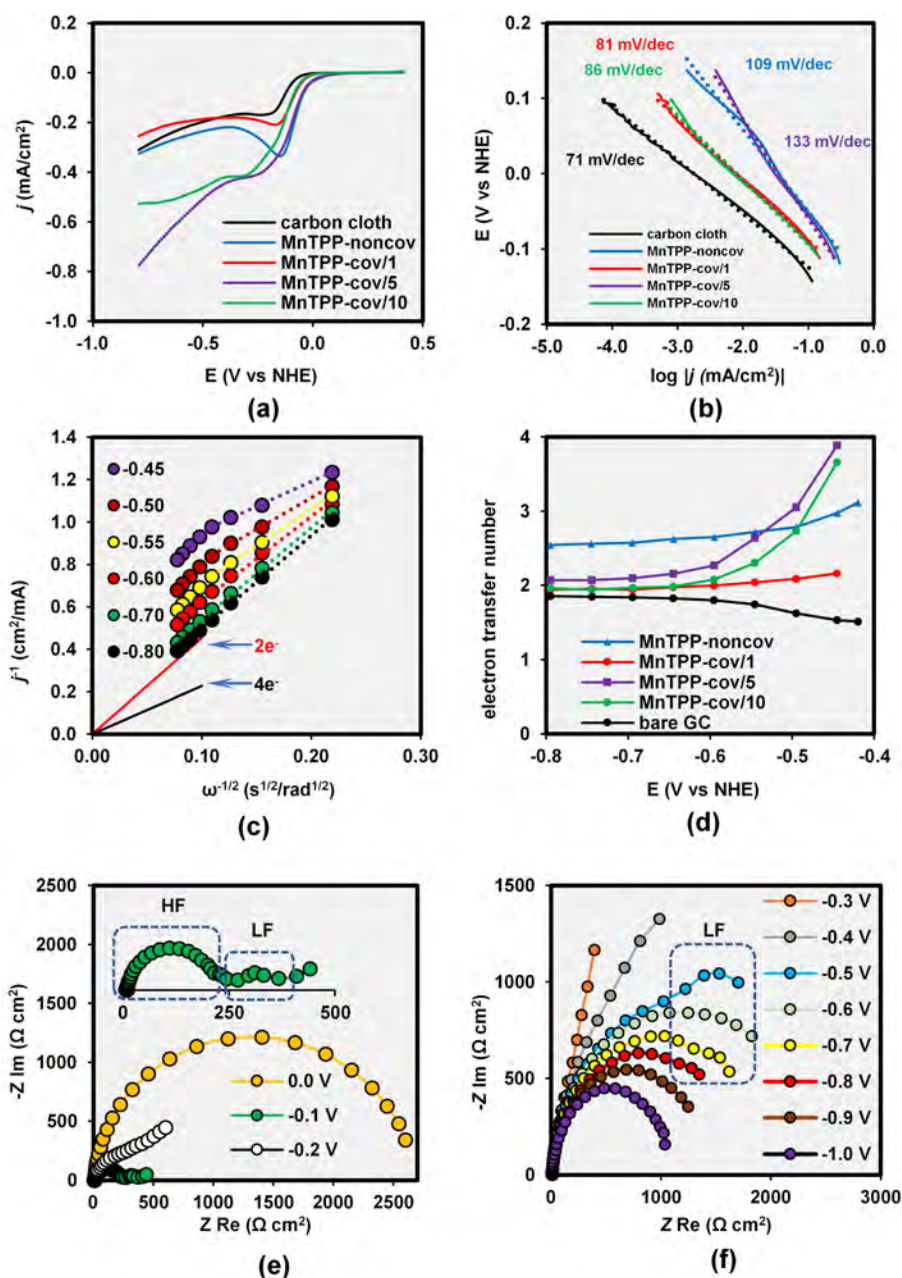 0.2
0.0
-0.2
-0.4
-0.6
-0.8
-1.0
j (mA/cm²)
carbon cloth
MnTPP-noncov
MnTPP-cov/1
MnTPP-cov/5
MnTPP-cov/10
-1.0 -0.5 0.0 0.5
E (V vs NHE)
(a)
0.2
0.1
0.0
-0.1
-0.2
E (V vs NHE)
81 mV/dec
86 mV/dec
109 mV/dec
71 mV/dec
133 mV/dec
carbon cloth
MnTPP-noncov
MnTPP-cov/1
MnTPP-cov/5
MnTPP-cov/10
-5.0 -4.0 -3.0 -2.0 -1.0 0.0
log |j (mA/cm²)|
(b)
1.4
1.2
1.0
0.8
0.6
0.4
0.2
0.0
j⁻¹ (cm²/mA)
-0.45
-0.50
-0.55
-0.60
-0.70
-0.80
2e⁻
4e⁻
0.00 0.10 0.20 0.30
ω⁻¹/² (s¹/²/rad¹/²)
(c)
4
3
2
1
0
electron transfer number
MnTPP-noncov
MnTPP-cov/1
MnTPP-cov/5
MnTPP-cov/10
bare GC
-0.8 -0.7 -0.6 -0.5 -0.4
E (V vs NHE)
(d)
2500
2000
1500
1000
500
0
-Z Im (Ω cm²)
HF
LF
0 250 500
0.0 V
-0.1 V
-0.2 V
0 500 1000 1500 2000 2500
Z Re (Ω cm²)
(e)
1500
1000
500
0
-Z Im (Ω cm²)
LF
-0.3 V
-0.4 V
-0.5 V
-0.6 V
-0.7 V
-0.8 V
-0.9 V
-1.0 V
0 1000 2000 3000
Z Re (Ω cm²)
(f)